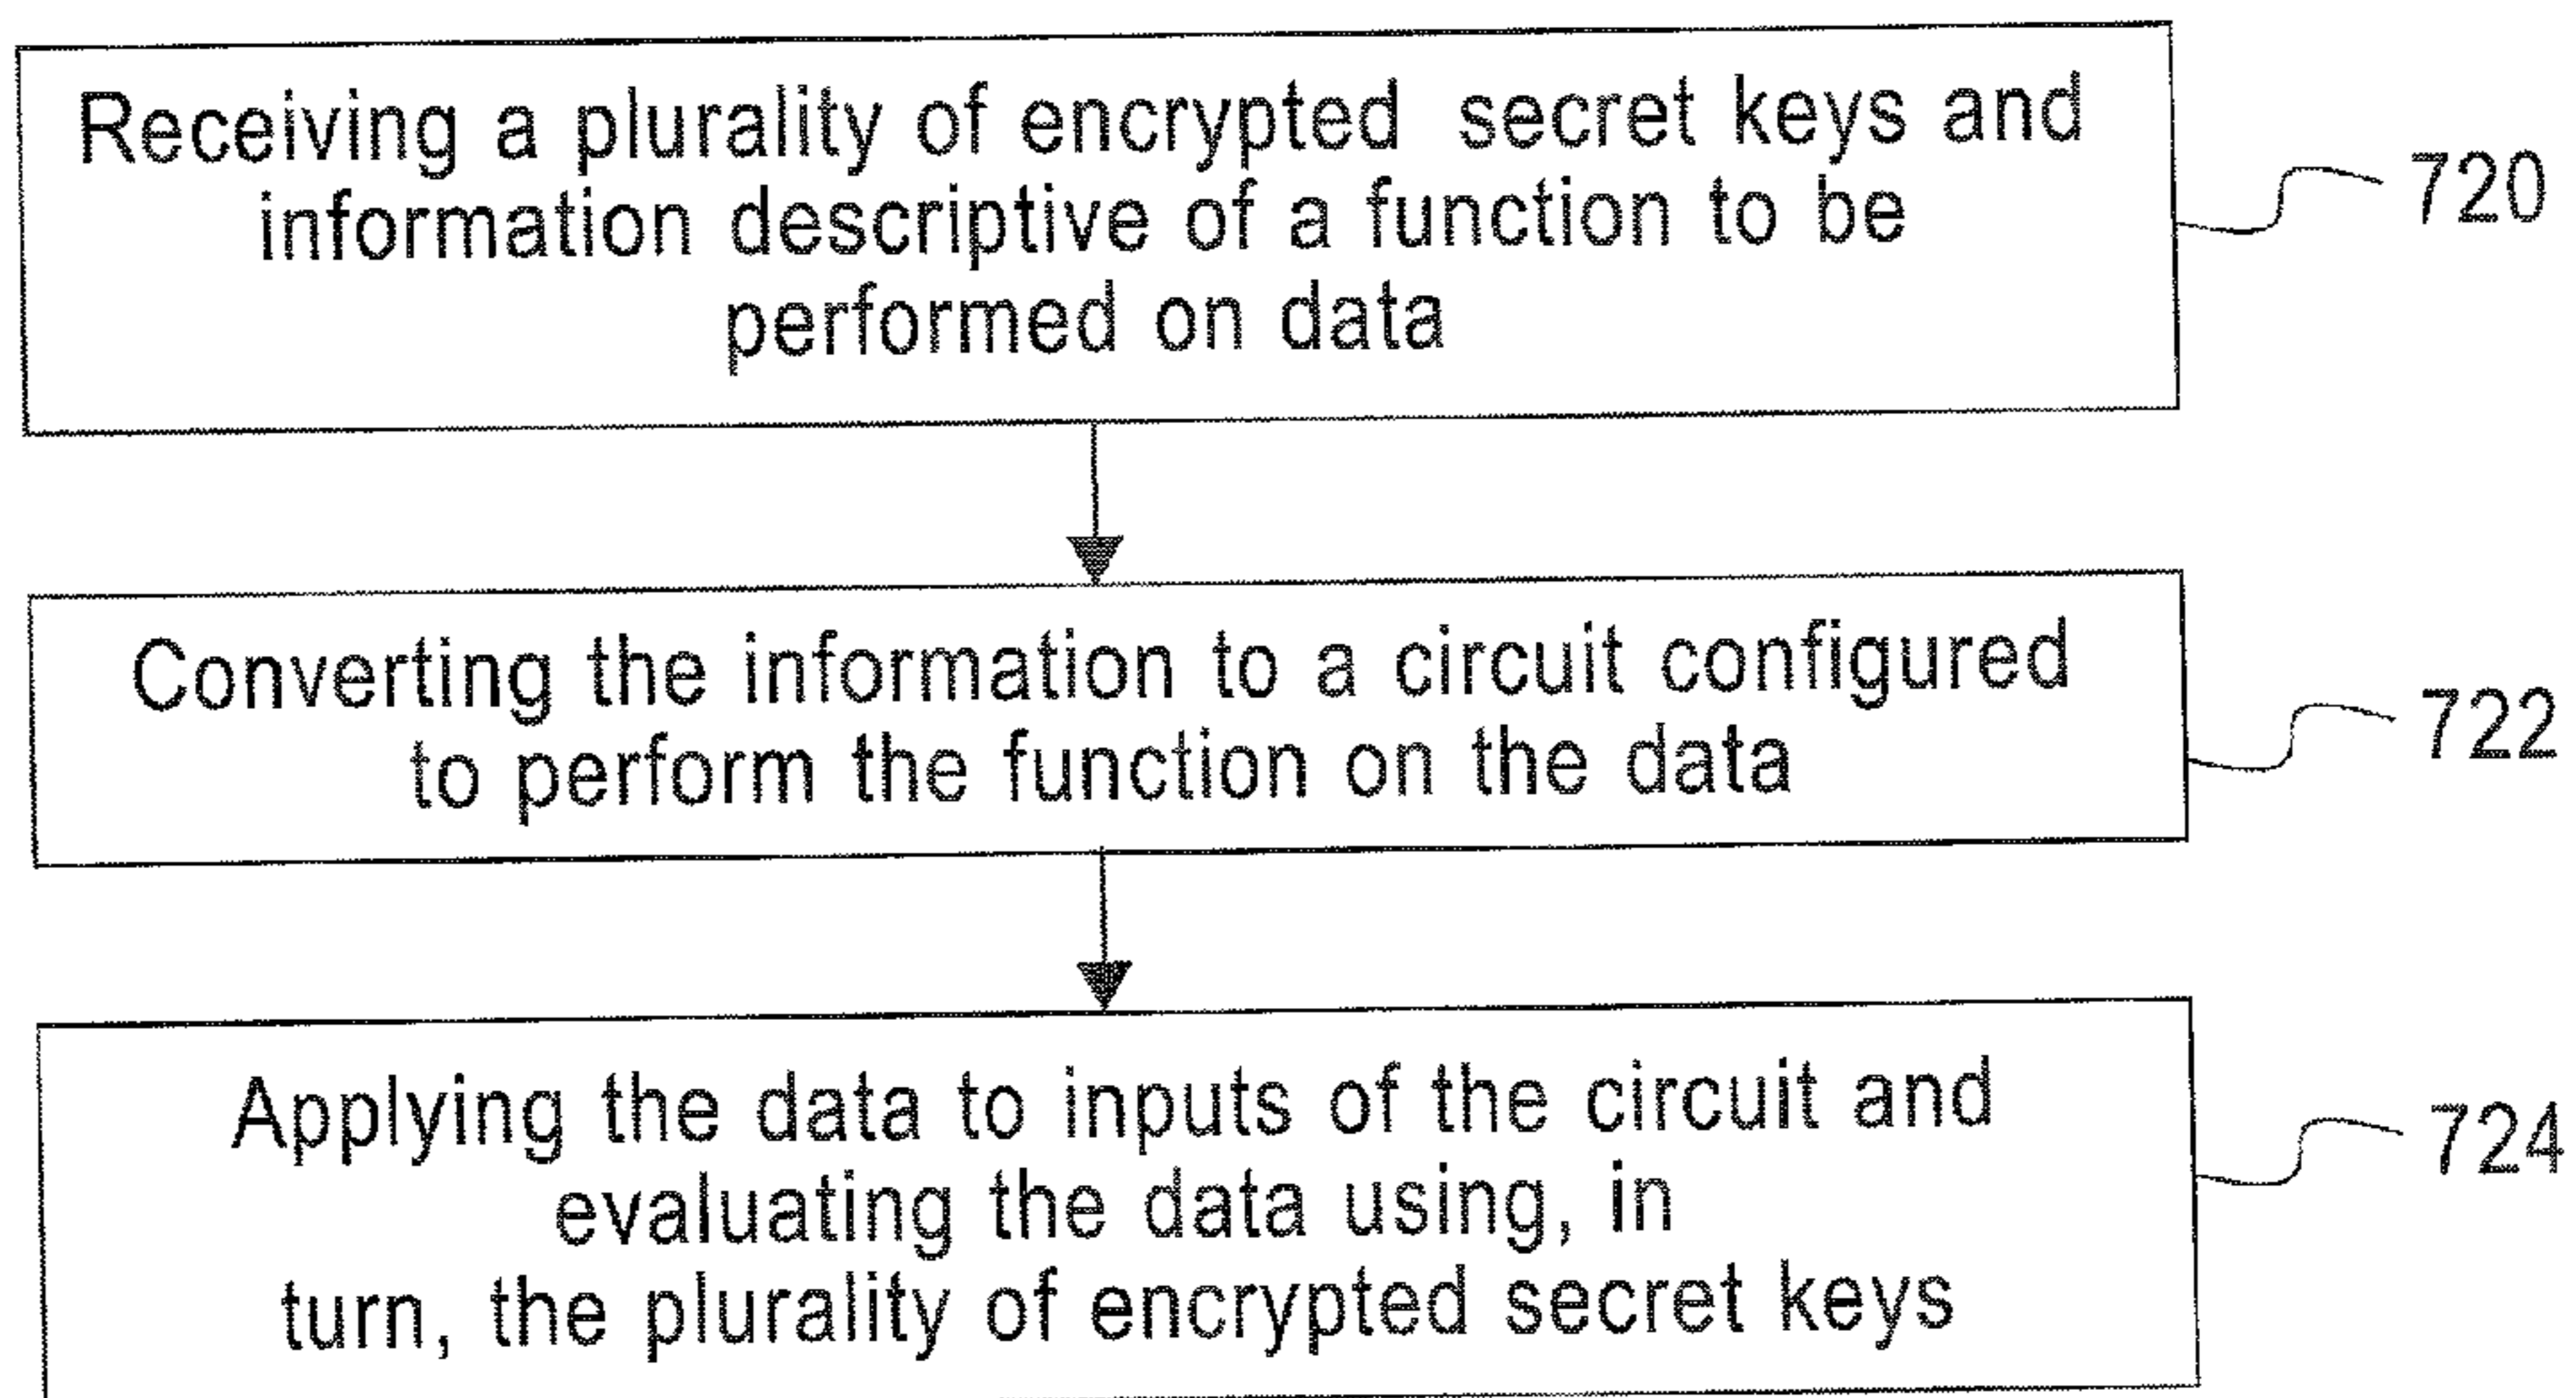 Receiving a plurality of encrypted secret keys and
information descriptive of a function to be
performed on data
720
Converting the information to a circuit configured
to perform the function on the data
722
Applying the data to inputs of the circuit and
evaluating the data using, in
turn, the plurality of encrypted secret keys
724